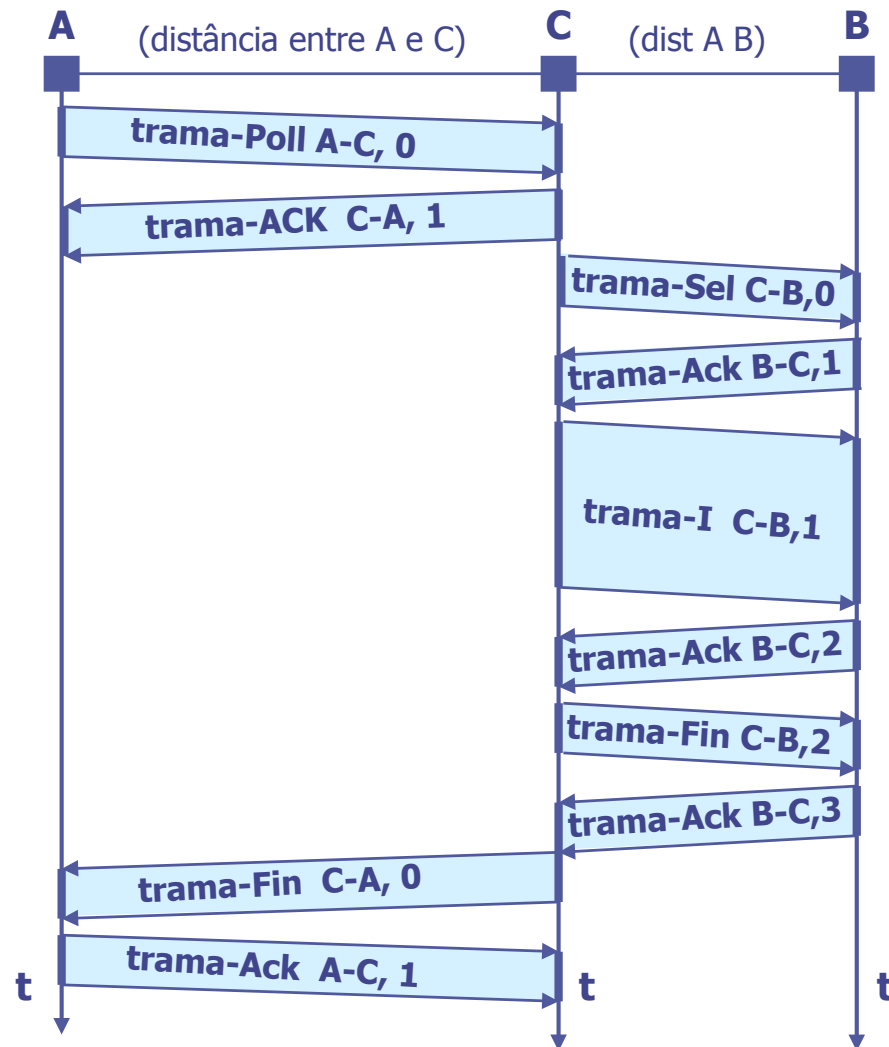 A
(distância entre A e C)
C
(dist A B)
B
trama-Poll A-C, 0
trama-ACK C-A, 1
trama-Sel C-B,0
trama-Ack B-C,1
trama-I C-B,1
trama-Ack B-C,2
trama-Fin C-B,2
trama-Ack B-C,3
trama-Fin C-A, 0
trama-Ack A-C, 1
t
t
t